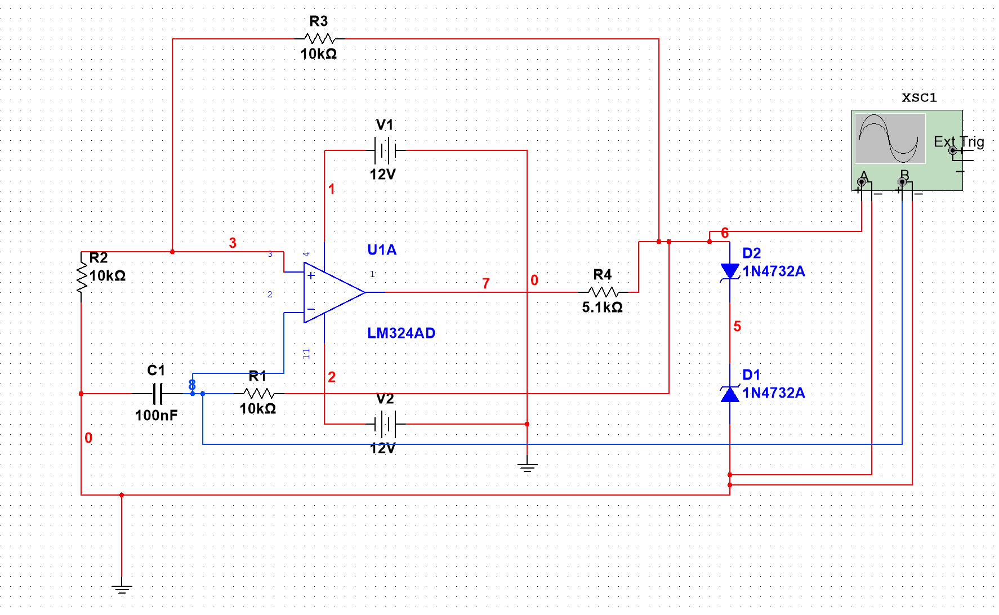 R3
10kΩ
XSC1
Ext Trig
+
_
A
B
+
_
+
_
V1
12V
1
3
3
4
U1A
6
R2
10kΩ
+
1
2
7
0
R4
5.1kΩ
D2
1N4732A
5
−
LM324AD
11
C1
100nF
8
R1
10kΩ
2
D1
1N4732A
V2
12V
0